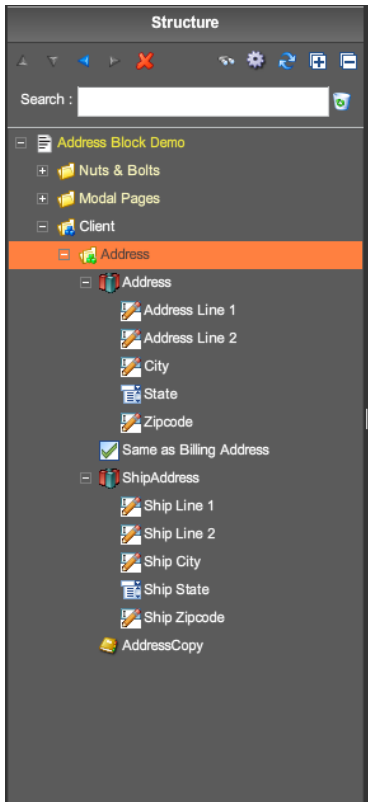 Structure
Search :
Address Block Demo
Nuts & Bolts
Modal Pages
Client
Address
Address
Address Line 1
Address Line 2
City
State
Zipcode
Same as Billing Address
ShipAddress
Ship Line 1
Ship Line 2
Ship City
Ship State
Ship Zipcode
AddressCopy